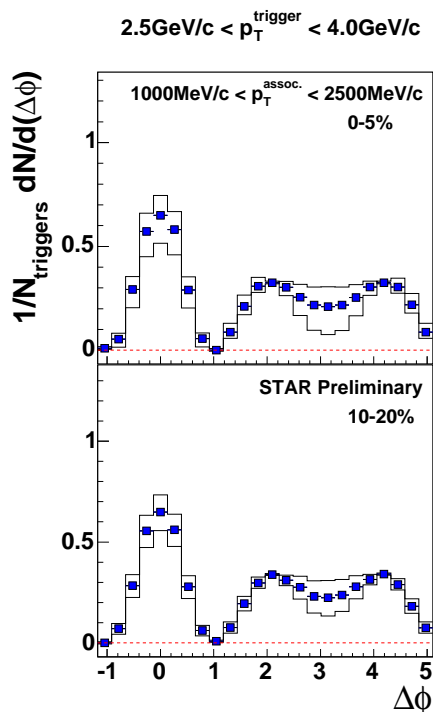 2.5GeV/c < p_T^trigger < 4.0GeV/c
1000MeV/c < p_T^assoc. < 2500MeV/c
0-5%
1/N_triggers dN/d(Δϕ)
1
0.5
0
STAR Preliminary
10-20%
1
0.5
0
-1 0 1 2 3 4 5
Δϕ